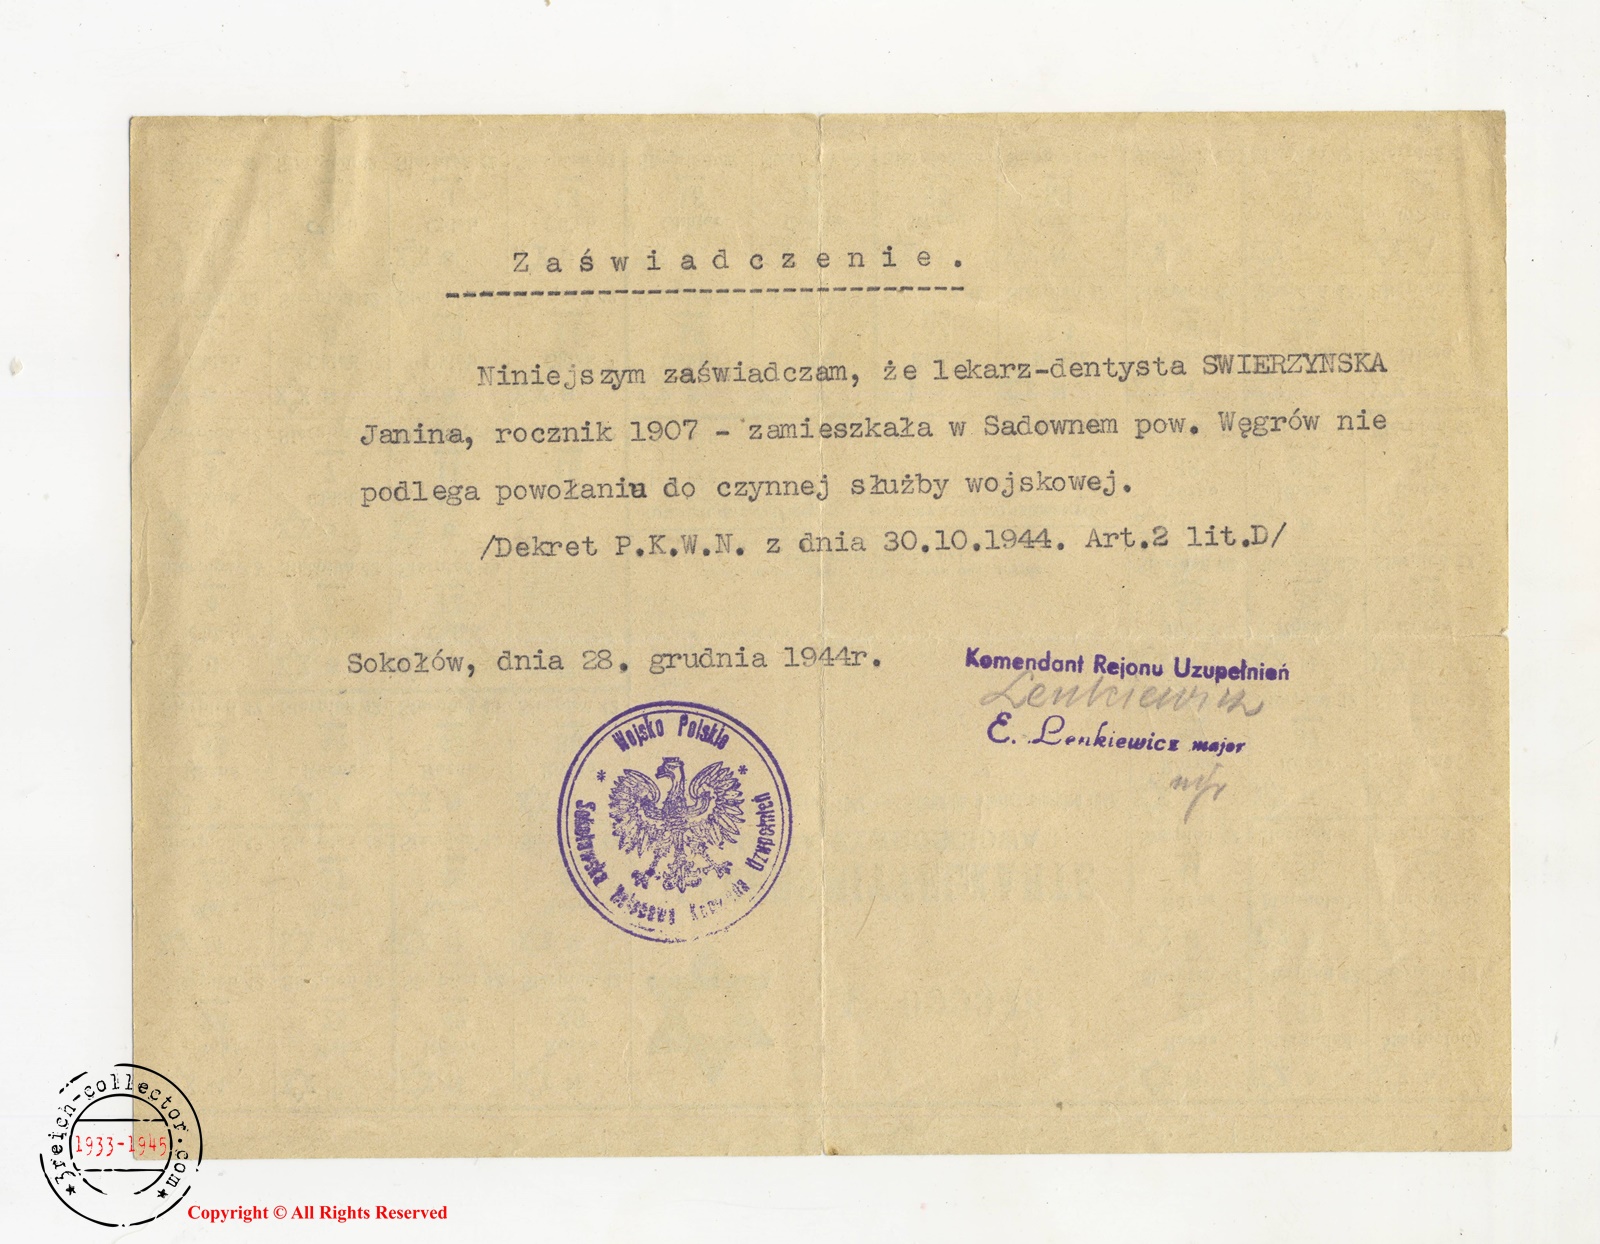 Zaświadczenie.
Niniejszym zaświadczam, że lekarz-dentysta SWIERZYNSKA
Janina, rocznik 1907 - zamieszkała w Sadownem pow. Węgrów nie
podlega powołaniu do czynnej służby wojskowej.
/Dekret P.K.W.N. z dnia 30.10.1944. Art.2 lit.D/
Sokołów, dnia 28. grudnia 1944r.
Komendant Rejonu Uzupełnień
Lenkiewicz
E. Lenkiewicz major
Wojsko Polskie
Uzupełnień
3reich-collector.com
1933-1945
Copyright © All Rights Reserved